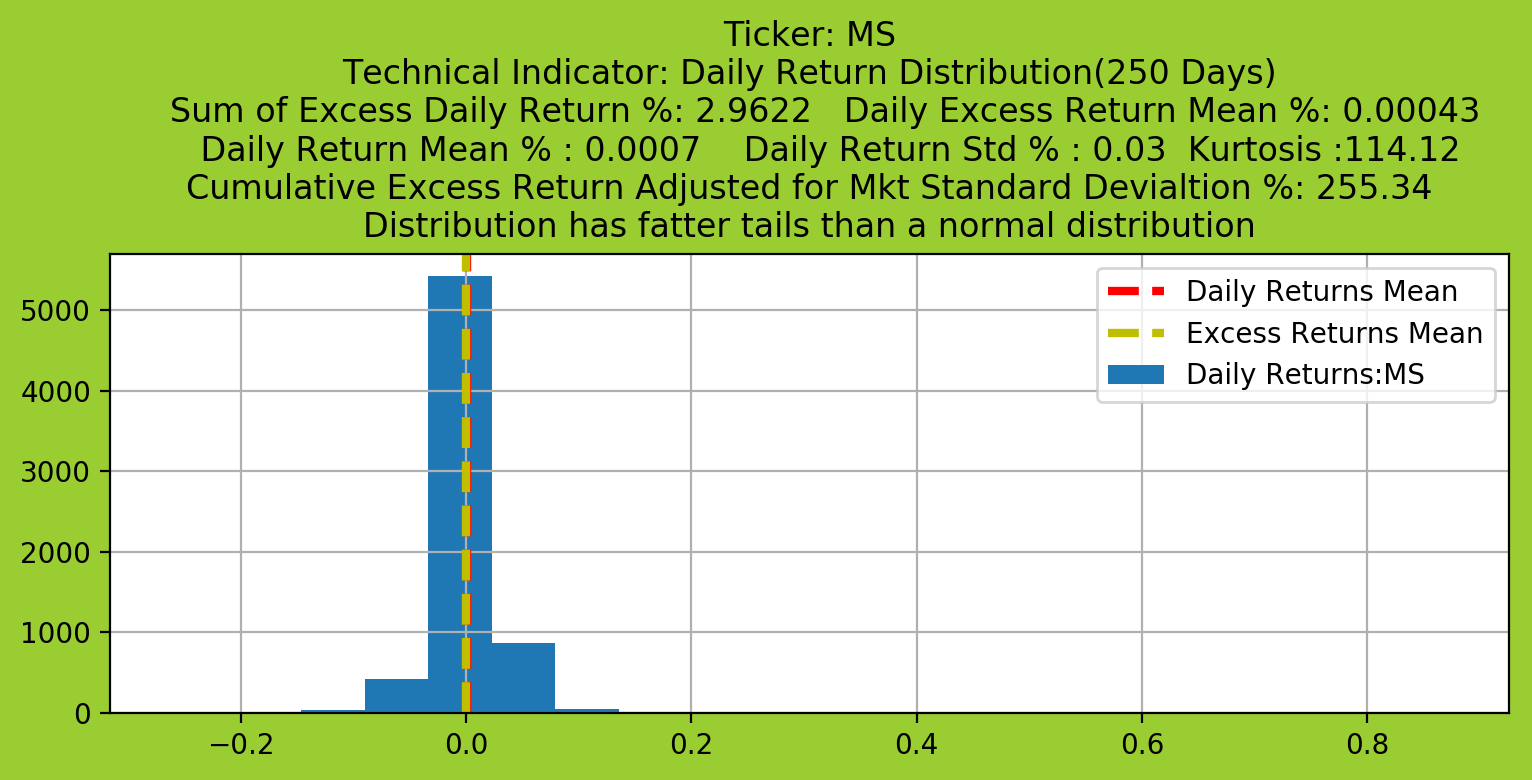 Ticker: MS
Technical Indicator: Daily Return Distribution(250 Days)
Sum of Excess Daily Return %: 2.9622   Daily Excess Return Mean %: 0.00043
Daily Return Mean % : 0.0007    Daily Return Std % : 0.03  Kurtosis :114.12
Cumulative Excess Return Adjusted for Mkt Standard Devialtion %: 255.34
Distribution has fatter tails than a normal distribution
Daily Returns Mean
Excess Returns Mean
Daily Returns:MS
5000
4000
3000
2000
1000
0
−0.2 0.0 0.2 0.4 0.6 0.8